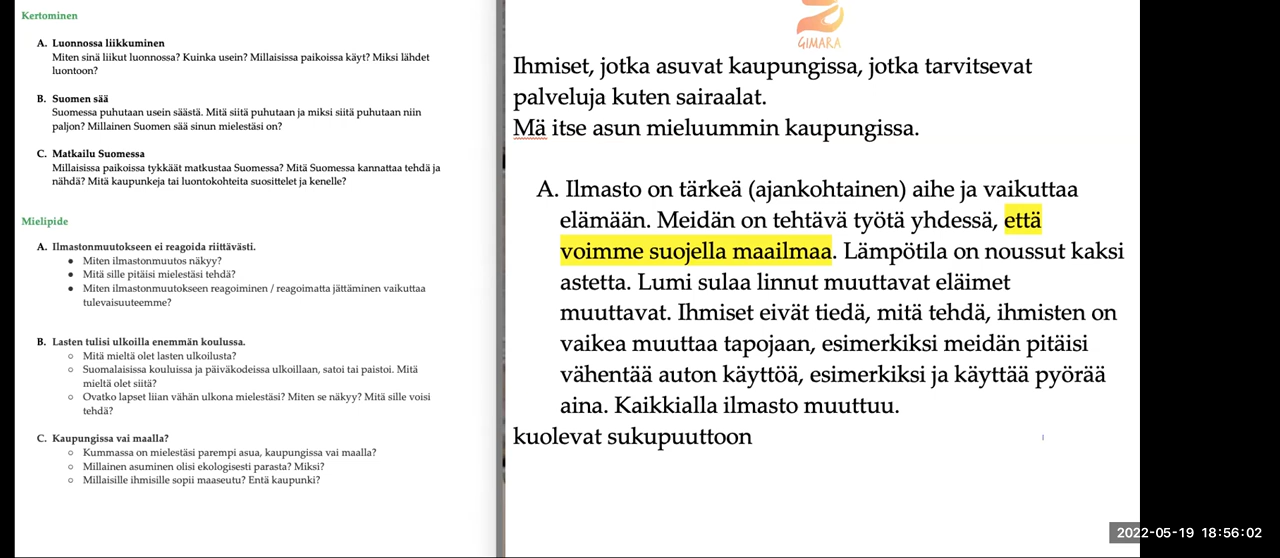 Kertominen
A. Luonnossa liikkuminen
Miten sinä liikut luonnossa? Kuinka usein? Millaisissa paikoissa käyt? Miksi lähdet
luontoon?
B. Suomen sää
Suomessa puhutaan usein säästä. Mitä siitä puhutaan ja miksi siitä puhutaan niin
paljon? Millainen Suomen sää sinun mielestäsi on?
C. Matkailu Suomessa
Millaisissa paikoissa tykkäät matkustaa Suomessa? Mitä Suomessa kannattaa tehdä ja
nähdä? Mitä kaupunkeja tai luontokohteita suosittelet ja kenelle?
Mielipide
A. Ilmastonmuutokseen ei reagoida riittävästi.
● Miten ilmastonmuutos näkyy?
● Mitä sille pitäisi mielestäsi tehdä?
● Miten ilmastonmuutokseen reagoiminen / reagoimatta jättäminen vaikuttaa
tulevaisuuteemme?
B. Lasten tulisi ulkoilla enemmän koulussa.
○ Mitä mieltä olet lasten ulkoilusta?
○ Suomalaisissa kouluissa ja päiväkodeissa ulkoillaan, satoi tai paistoi. Mitä
mieltä olet siitä?
○ Ovatko lapset liian vähän ulkona mielestäsi? Miten se näkyy? Mitä sille voisi
tehdä?
C. Kaupungissa vai maalla?
○ Kummassa on mielestäsi parempi asua, kaupungissa vai maalla?
○ Millainen asuminen olisi ekologisesti parasta? Miksi?
○ Millaisille ihmisille sopii maaseutu? Entä kaupunki?
GIMARA
Ihmiset, jotka asuvat kaupungissa, jotka tarvitsevat
palveluja kuten sairaalat.
Mä itse asun mieluummin kaupungissa.
A. Ilmasto on tärkeä (ajankohtainen) aihe ja vaikuttaa
elämään. Meidän on tehtävä työtä yhdessä, että
voimme suojella maailmaa. Lämpötila on noussut kaksi
astetta. Lumi sulaa linnut muuttavat eläimet
muuttavat. Ihmiset eivät tiedä, mitä tehdä, ihmisten on
vaikea muuttaa tapojaan, esimerkiksi meidän pitäisi
vähentää auton käyttöä, esimerkiksi ja käyttää pyörää
aina. Kaikkialla ilmasto muuttuu.
kuolevat sukupuuttoon
2022-05-19 18:56:02